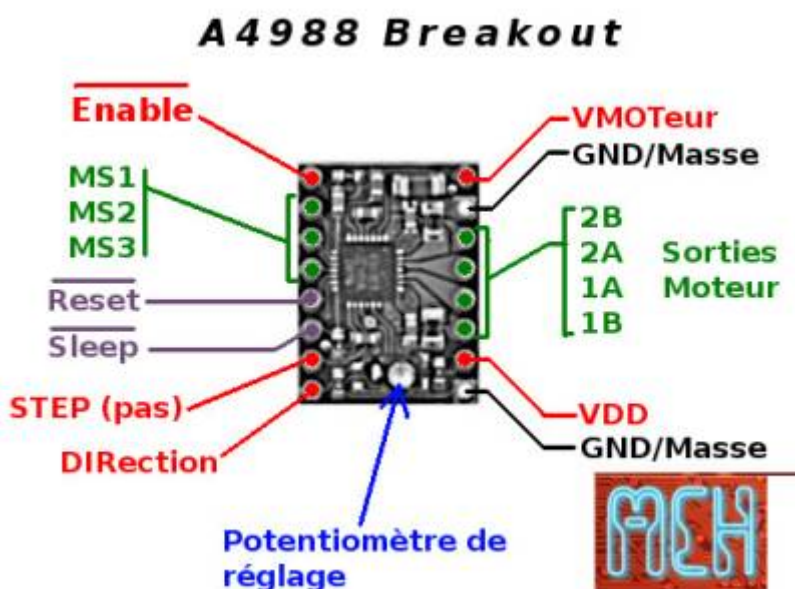 A4988 Breakout
Enable
MS1
MS2
MS3
Reset
Sleep
STEP (pas)
DIRection
VMOTeur
GND/Masse
2B
2A Sorties
1A Moteur
1B
VDD
GND/Masse
Potentiomètre de
réglage
MCH